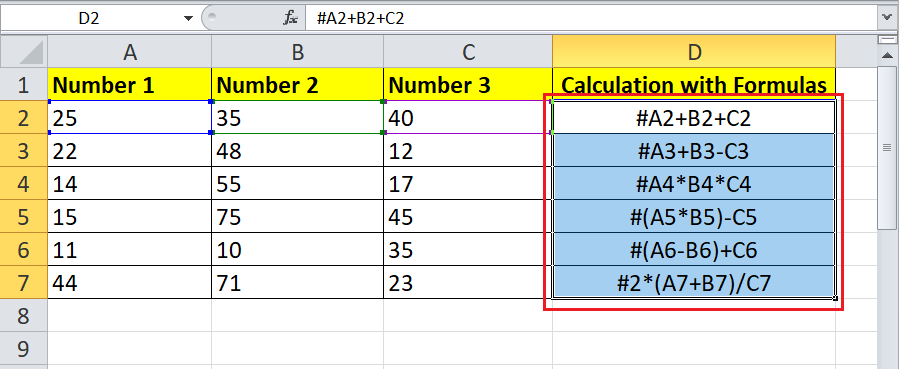 D2 fx #A2+B2+C2
A B C D
1 Number 1 Number 2 Number 3 Calculation with Formulas
2 25 35 40 #A2+B2+C2
3 22 48 12 #A3+B3-C3
4 14 55 17 #A4*B4*C4
5 15 75 45 #(A5*B5)-C5
6 11 10 35 #(A6-B6)+C6
7 44 71 23 #2*(A7+B7)/C7
8
9